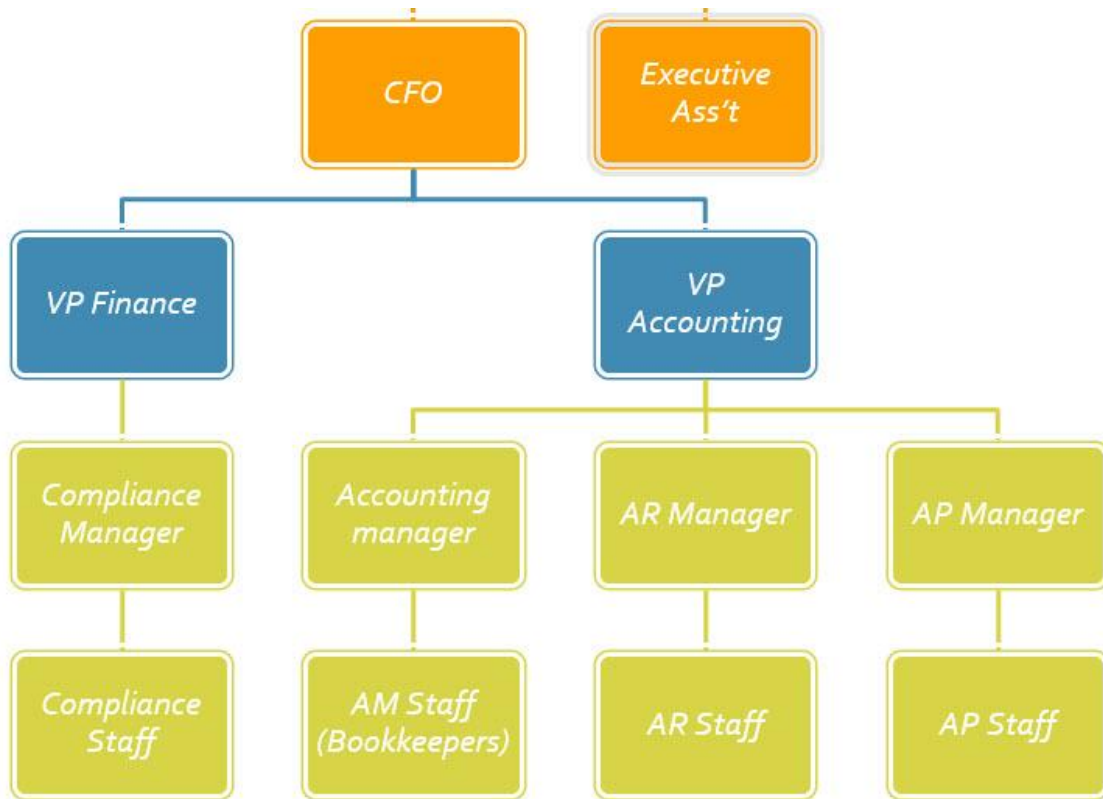 CFO
Executive
Ass’t
VP Finance
VP
Accounting
Compliance
Manager
Accounting
manager
AR Manager
AP Manager
Compliance
Staff
AM Staff
(Bookkeepers)
AR Staff
AP Staff